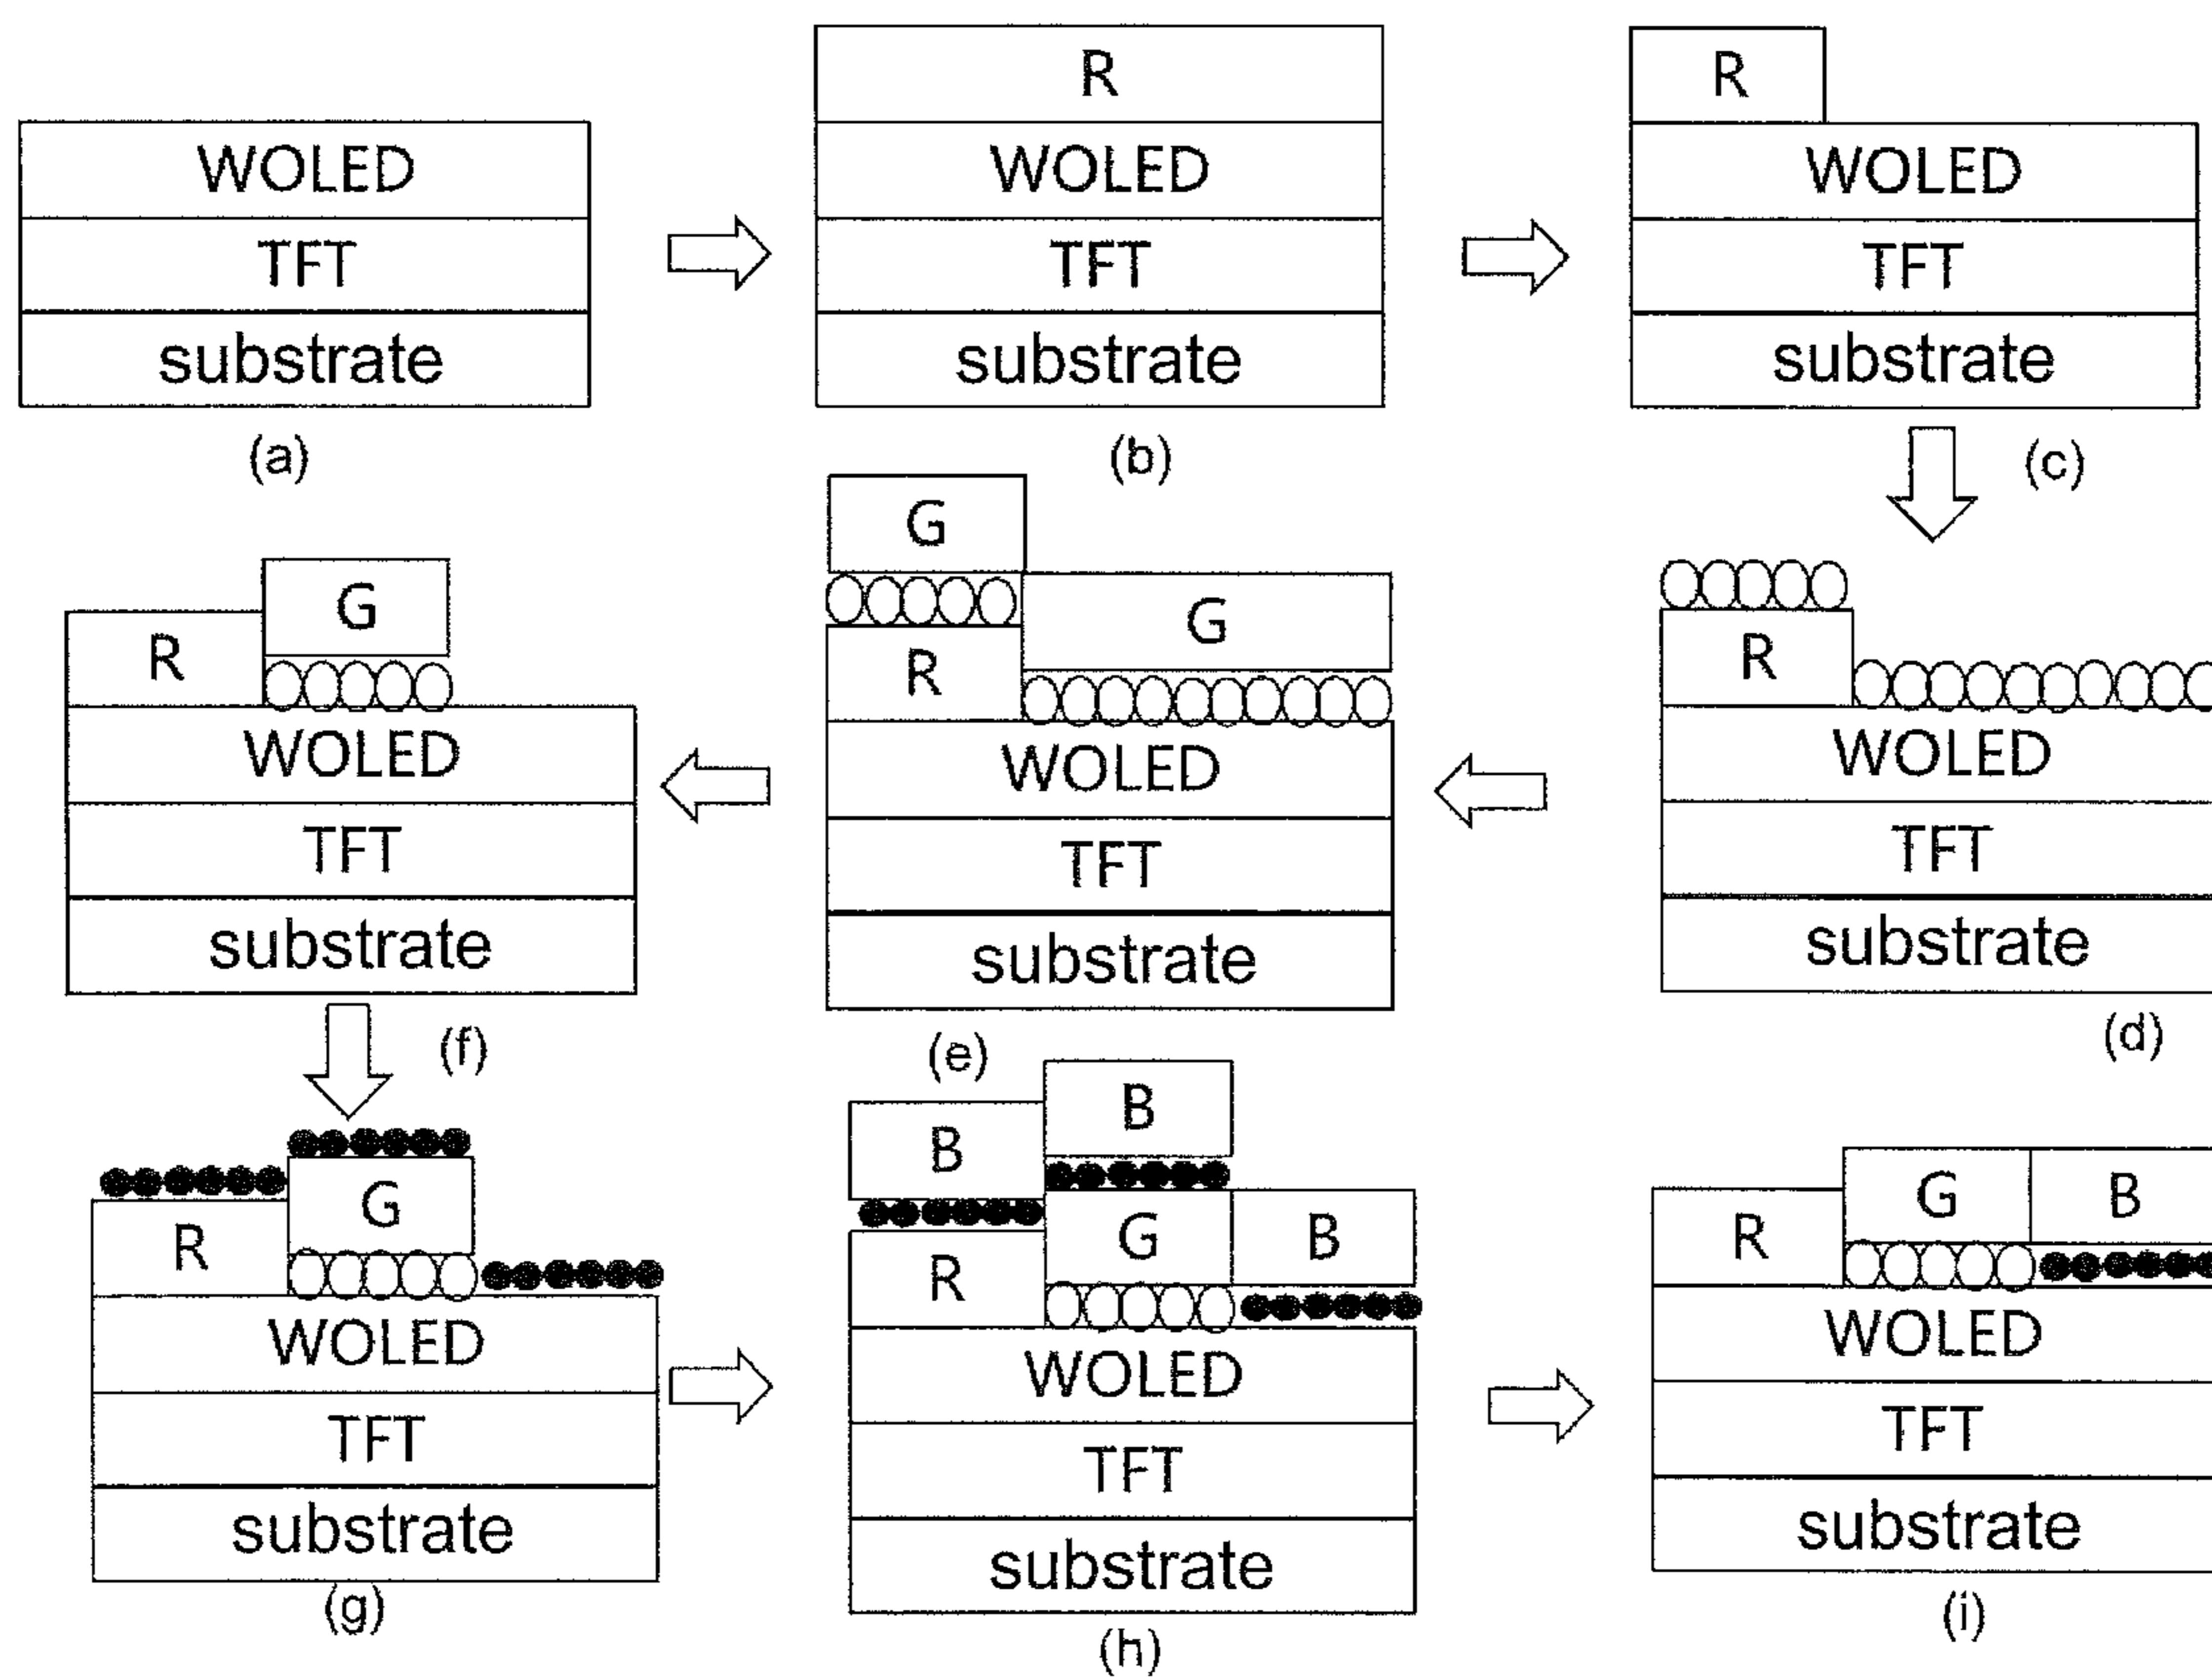 WOLED
TFT
substrate
(a)
R
WOLED
TFT
substrate
(b)
R
WOLED
TFT
substrate
(c)
R
WOLED
TFT
substrate
(d)
G
G
R
WOLED
TFT
substrate
(e)
G
R
WOLED
TFT
substrate
(f)
G
R
WOLED
TFT
substrate
(g)
B
B
G
B
R
WOLED
TFT
substrate
(h)
G
B
R
WOLED
TFT
substrate
(i)